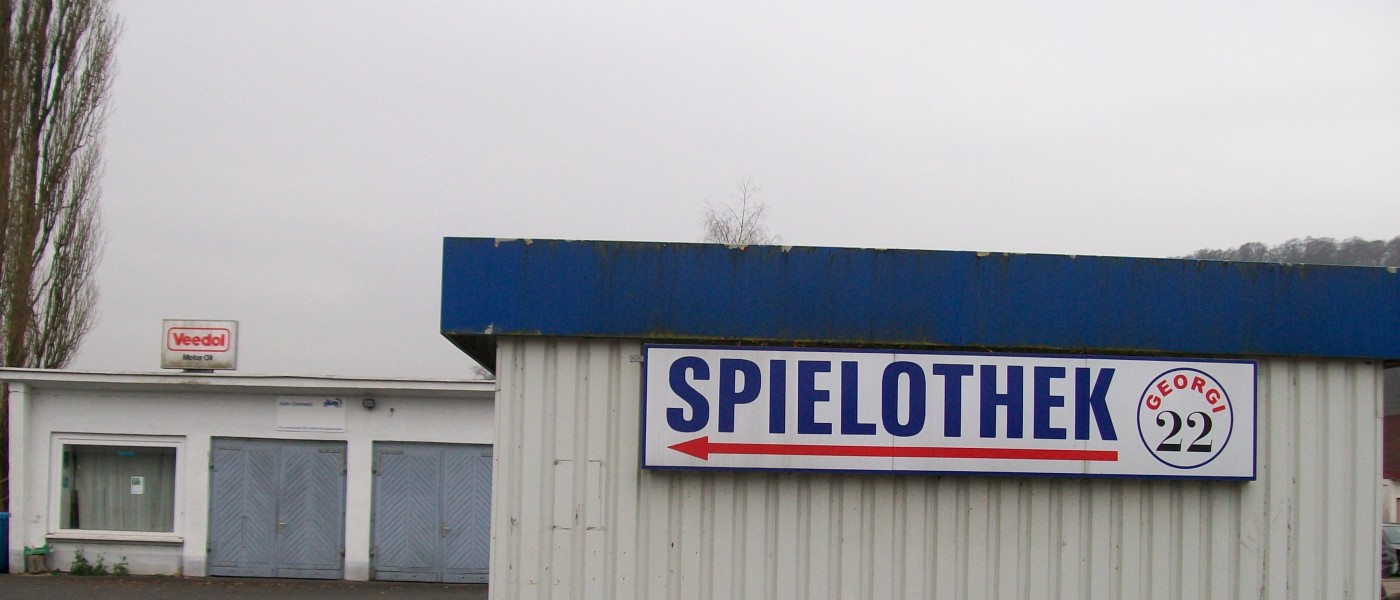 Veedol
Motor Oil
SPIELOTHEK
GEORGI
22